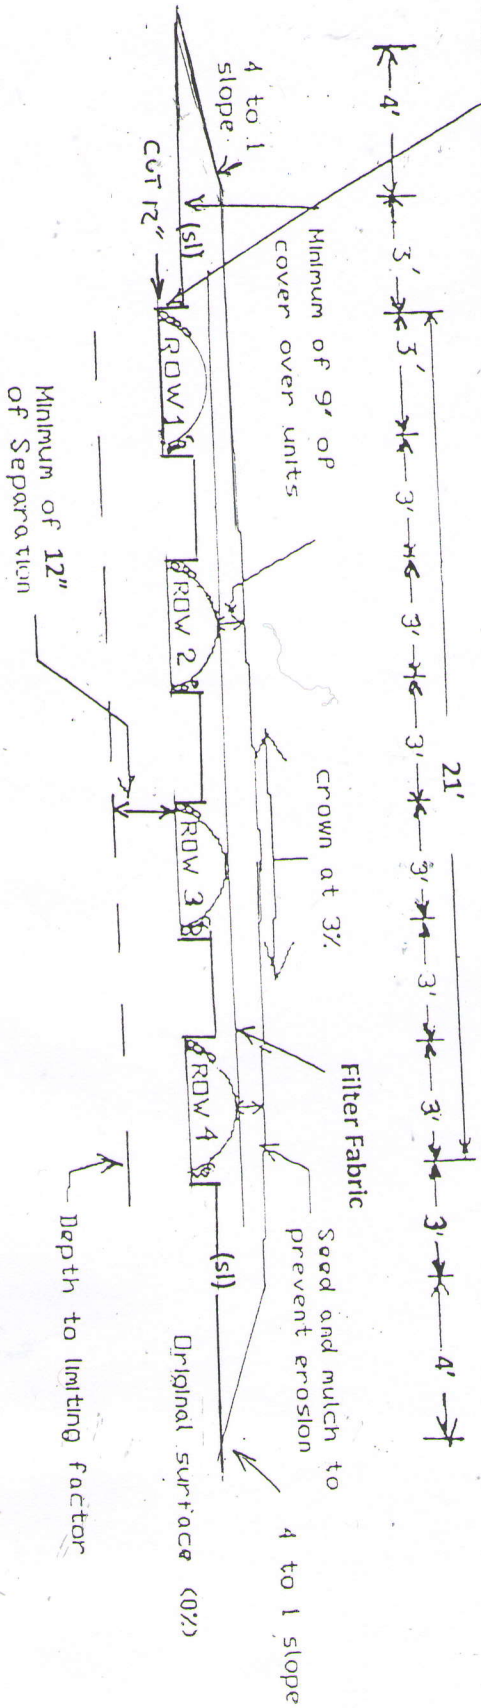 21'
4' 3' 3' 3' 3' 3' 3' 3' 3' 3' 4'
4 to 1
slope
Minimum of 9' of
cover over units
crown at 3%
Filter Fabric
Seed and mulch to
prevent erosion
4 to 1 slope
(sl)
(sl)
CUT 12"
ROW 1
ROW 2
ROW 3
ROW 4
Original surface (0%)
Minimum of 12"
of Separation
Depth to limiting factor